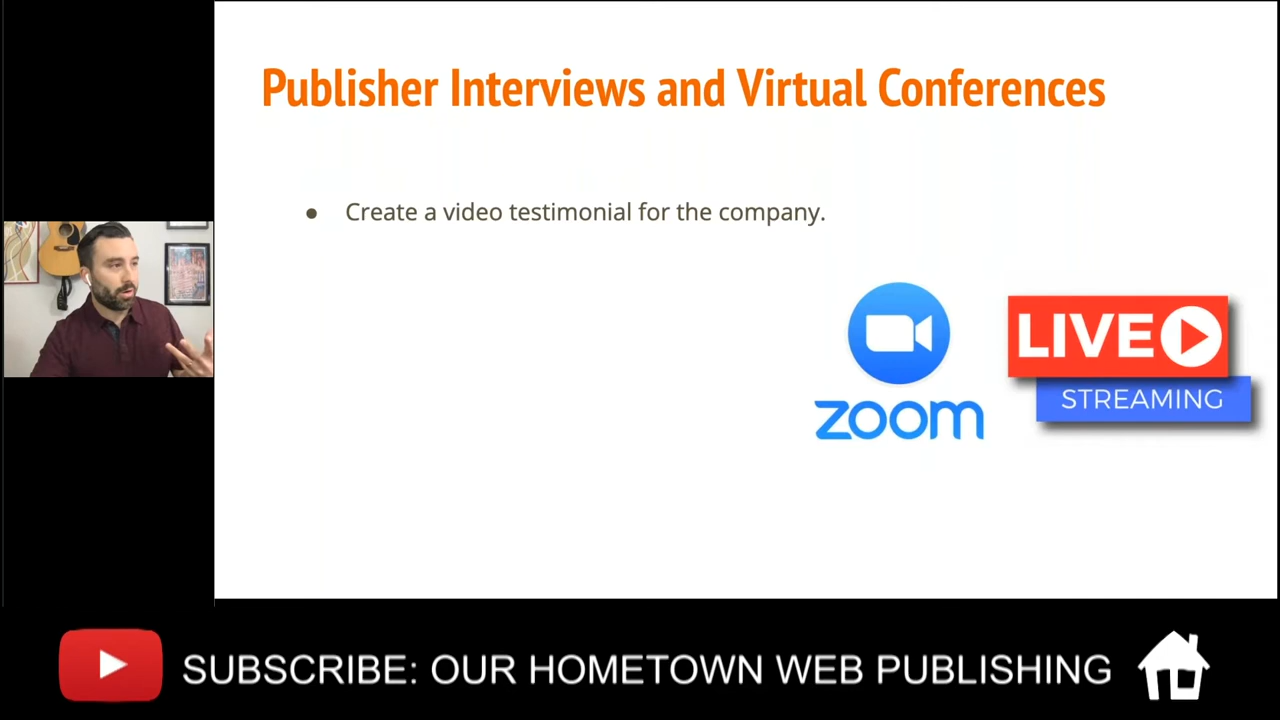 Publisher Interviews and Virtual Conferences
● Create a video testimonial for the company.
zoom
LIVE
STREAMING
SUBSCRIBE: OUR HOMETOWN WEB PUBLISHING